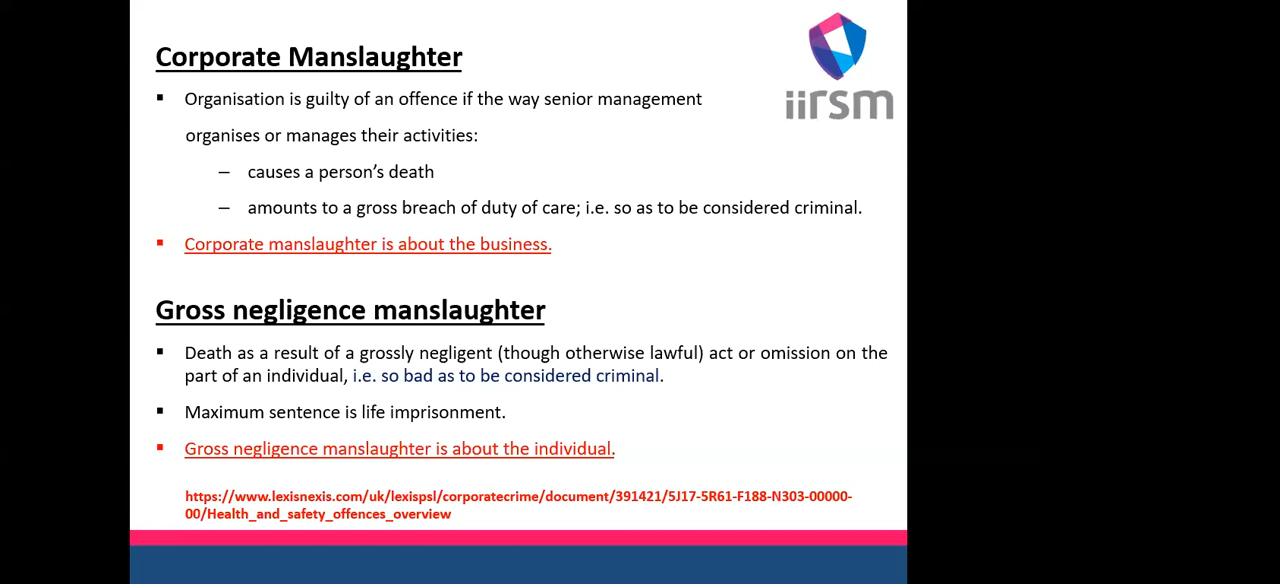 Corporate Manslaughter
▪ Organisation is guilty of an offence if the way senior management
organises or manages their activities:
– causes a person’s death
– amounts to a gross breach of duty of care; i.e. so as to be considered criminal.
▪ Corporate manslaughter is about the business.
iirsm
Gross negligence manslaughter
▪ Death as a result of a grossly negligent (though otherwise lawful) act or omission on the
part of an individual, i.e. so bad as to be considered criminal.
▪ Maximum sentence is life imprisonment.
▪ Gross negligence manslaughter is about the individual.
https://www.lexisnexis.com/uk/lexispsl/corporatecrime/document/391421/5J17-5R61-F188-N303-00000-
00/Health_and_safety_offences_overview